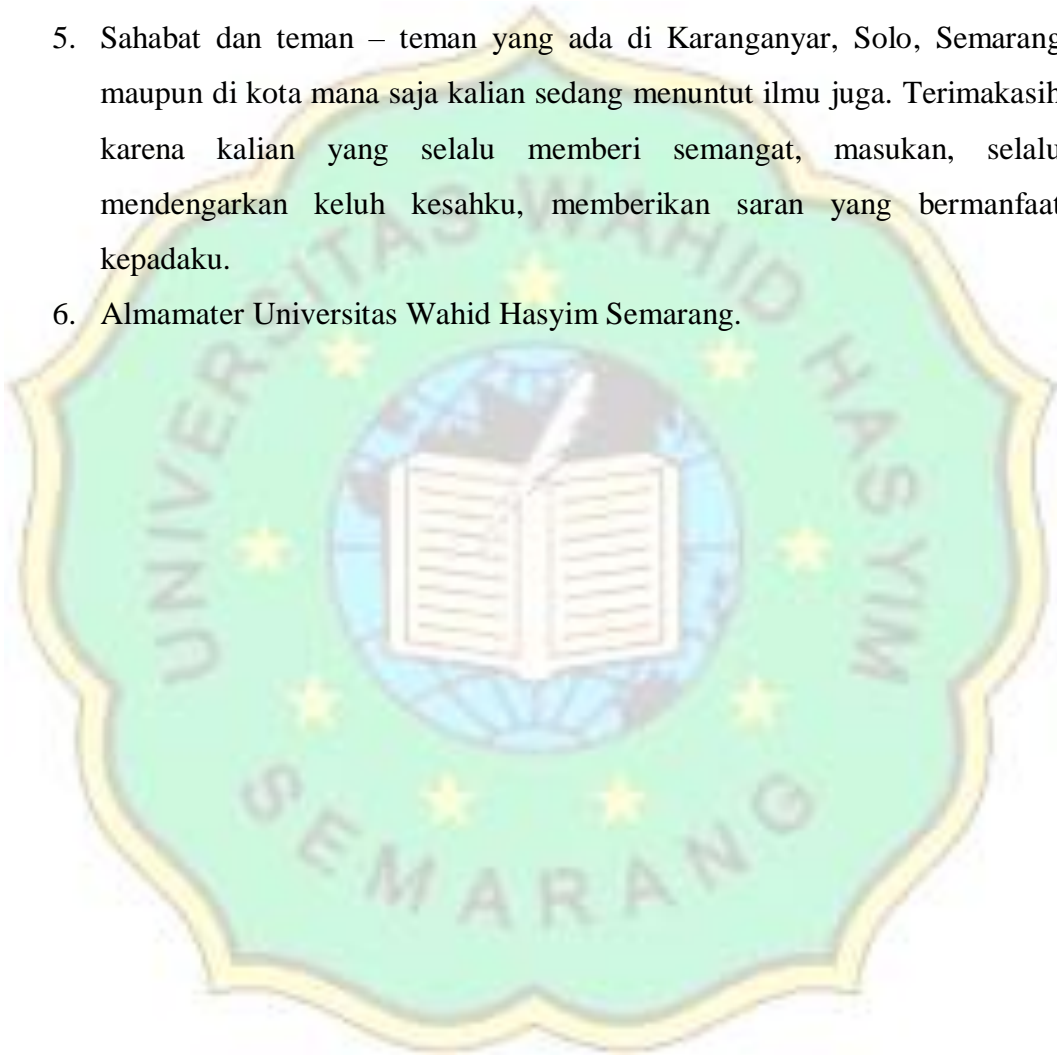 5. Sahabat dan teman – teman yang ada di Karanganyar, Solo, Semarang
maupun di kota mana saja kalian sedang menuntut ilmu juga. Terimakasih
karena kalian yang selalu memberi semangat, masukan, selalu
mendengarkan keluh kesahku, memberikan saran yang bermanfaat
kepadaku.
6. Almamater Universitas Wahid Hasyim Semarang.
UNIVERSITAS WAHID HASYIM
SEMARANG